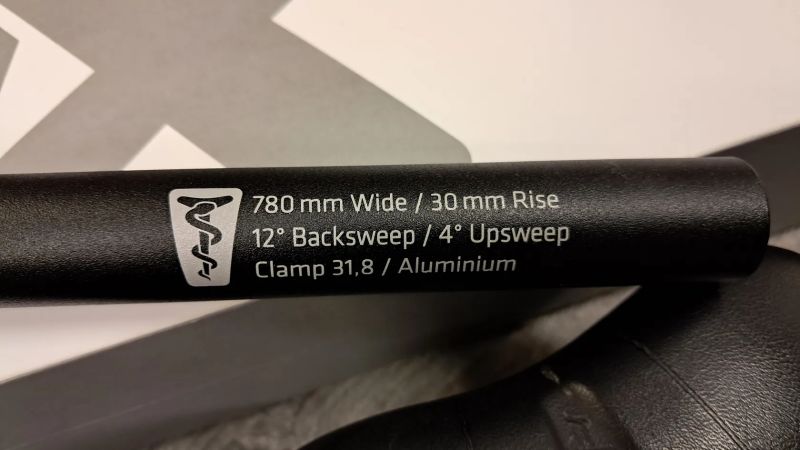 780 mm Wide / 30 mm Rise
12° Backsweep / 4° Upsweep
Clamp 31,8 / Aluminium